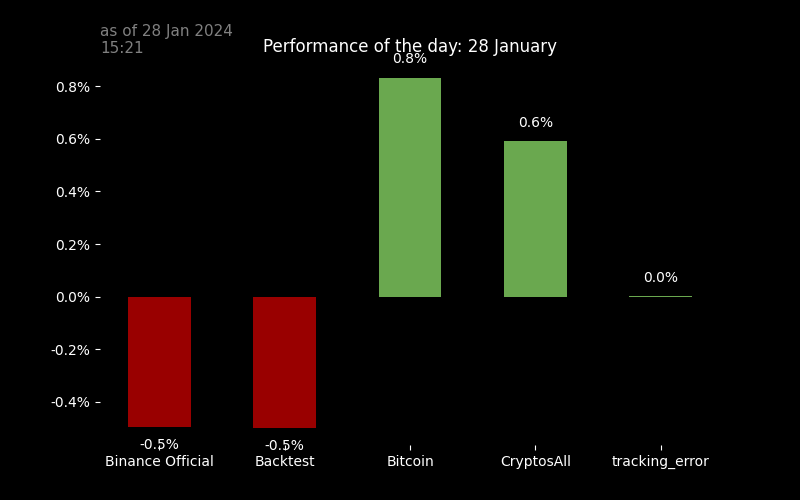 as of 28 Jan 2024
15:21
Performance of the day: 28 January
0.8%
0.8%
0.6%
0.6%
0.4%
0.2%
0.0%
0.0%
-0.2%
-0.4%
-0.5%
-0.5%
Binance Official
Backtest
Bitcoin
CryptosAll
tracking_error